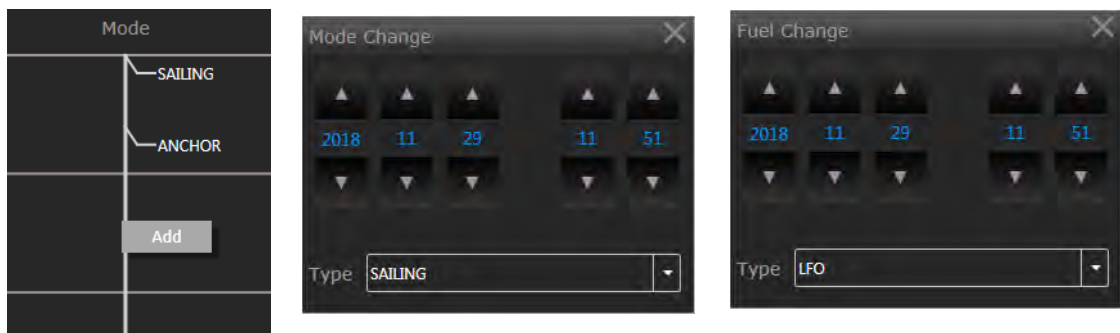 Mode
SAILING
ANCHOR
Add
Mode Change
2018 11 29 11 51
Type SAILING
Fuel Change
2018 11 29 11 51
Type LFO